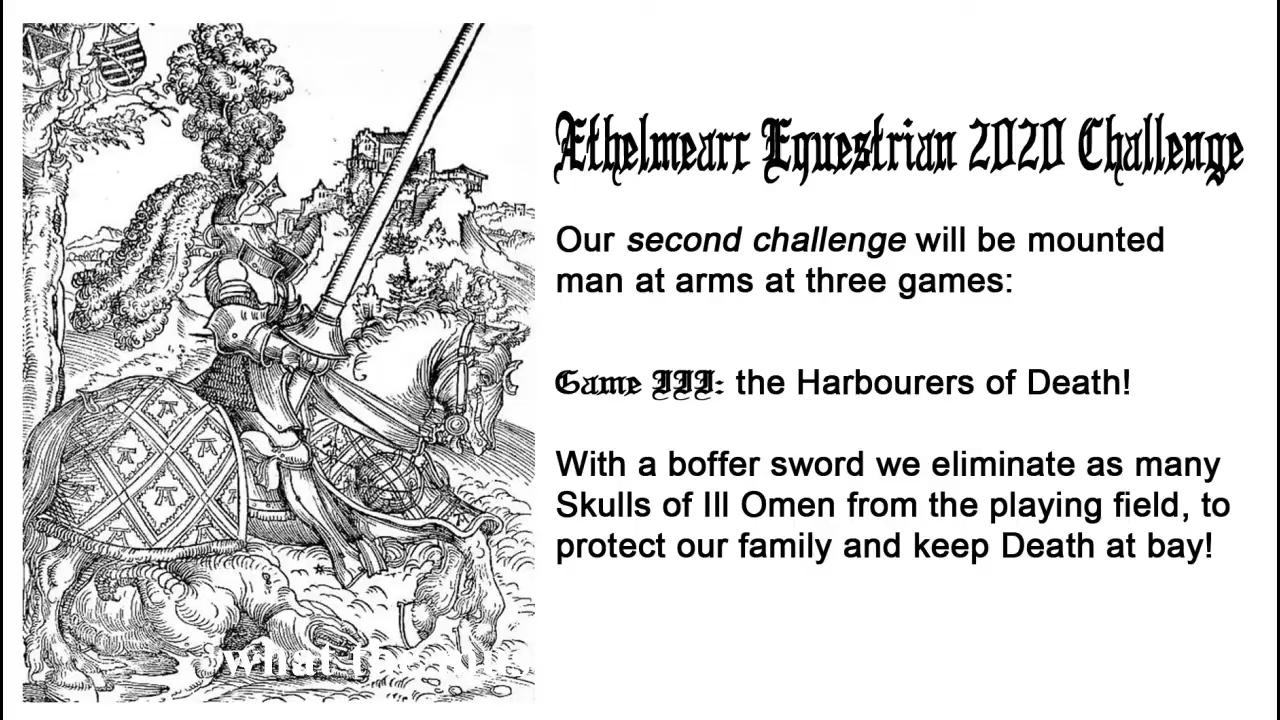 Æthelmearc Equestrian 2020 Challenge
Our second challenge will be mounted
man at arms at three games:
Game III: the Harbourers of Death!
With a boffer sword we eliminate as many
Skulls of Ill Omen from the playing field, to
protect our family and keep Death at bay!
what the